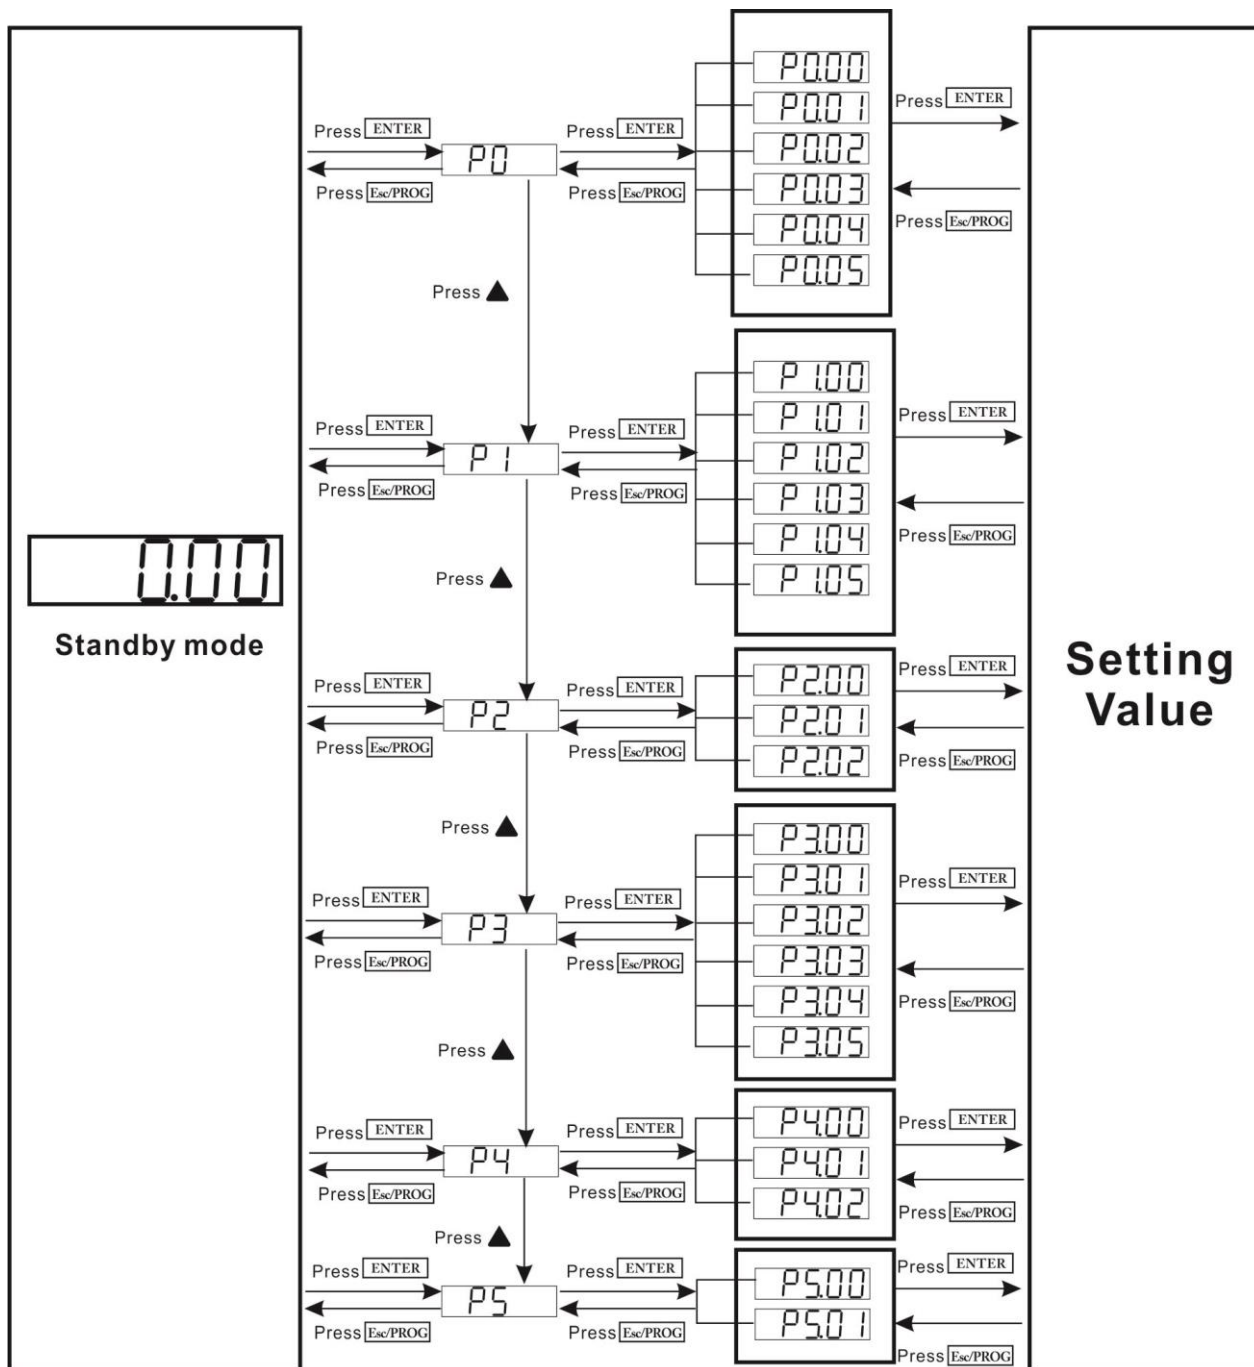 0.00
Standby mode
Press ENTER
Press Esc/PROG
P0
Press ENTER
Press Esc/PROG
P0.00
P0.01
P0.02
P0.03
P0.04
P0.05
Press ENTER
Press Esc/PROG
Press ▲
Press ENTER
Press Esc/PROG
P1
Press ENTER
Press Esc/PROG
P1.00
P1.01
P1.02
P1.03
P1.04
P1.05
Press ENTER
Press Esc/PROG
Press ▲
Press ENTER
Press Esc/PROG
P2
Press ENTER
Press Esc/PROG
P2.00
P2.01
P2.02
Press ENTER
Press Esc/PROG
Press ▲
Press ENTER
Press Esc/PROG
P3
Press ENTER
Press Esc/PROG
P3.00
P3.01
P3.02
P3.03
P3.04
P3.05
Press ENTER
Press Esc/PROG
Press ▲
Press ENTER
Press Esc/PROG
P4
Press ENTER
Press Esc/PROG
P4.00
P4.01
P4.02
Press ENTER
Press Esc/PROG
Press ▲
Press ENTER
Press Esc/PROG
P5
Press ENTER
Press Esc/PROG
P5.00
P5.01
Press ENTER
Press Esc/PROG
Setting
Value